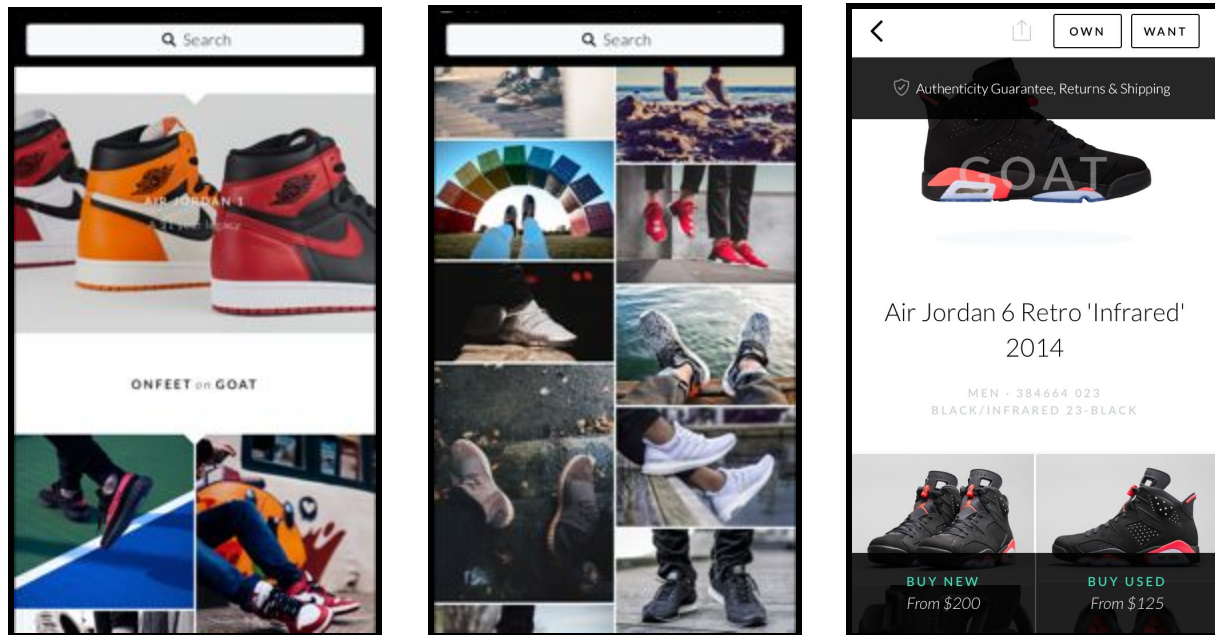 Search
AIR JORDAN 1
ONFEET on GOAT
Search
OWN
WANT
Authenticity Guarantee, Returns & Shipping
GOAT
Air Jordan 6 Retro 'Infrared'
2014
MEN · 384664 023
BLACK/INFRARED 23-BLACK
BUY NEW
From $200
BUY USED
From $125